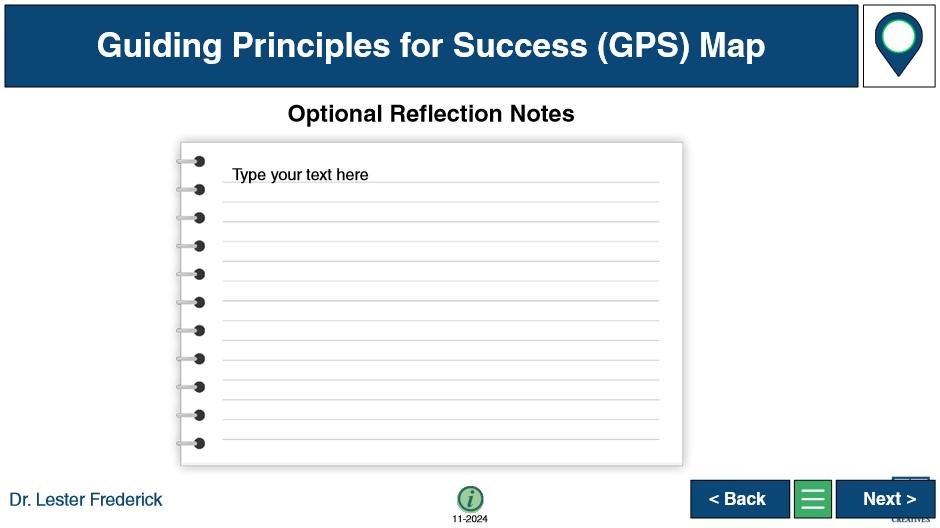 Guiding Principles for Success (GPS) Map
Optional Reflection Notes
Type your text here
Dr. Lester Frederick
i
11-2024
< Back
Next >
CREATIVES